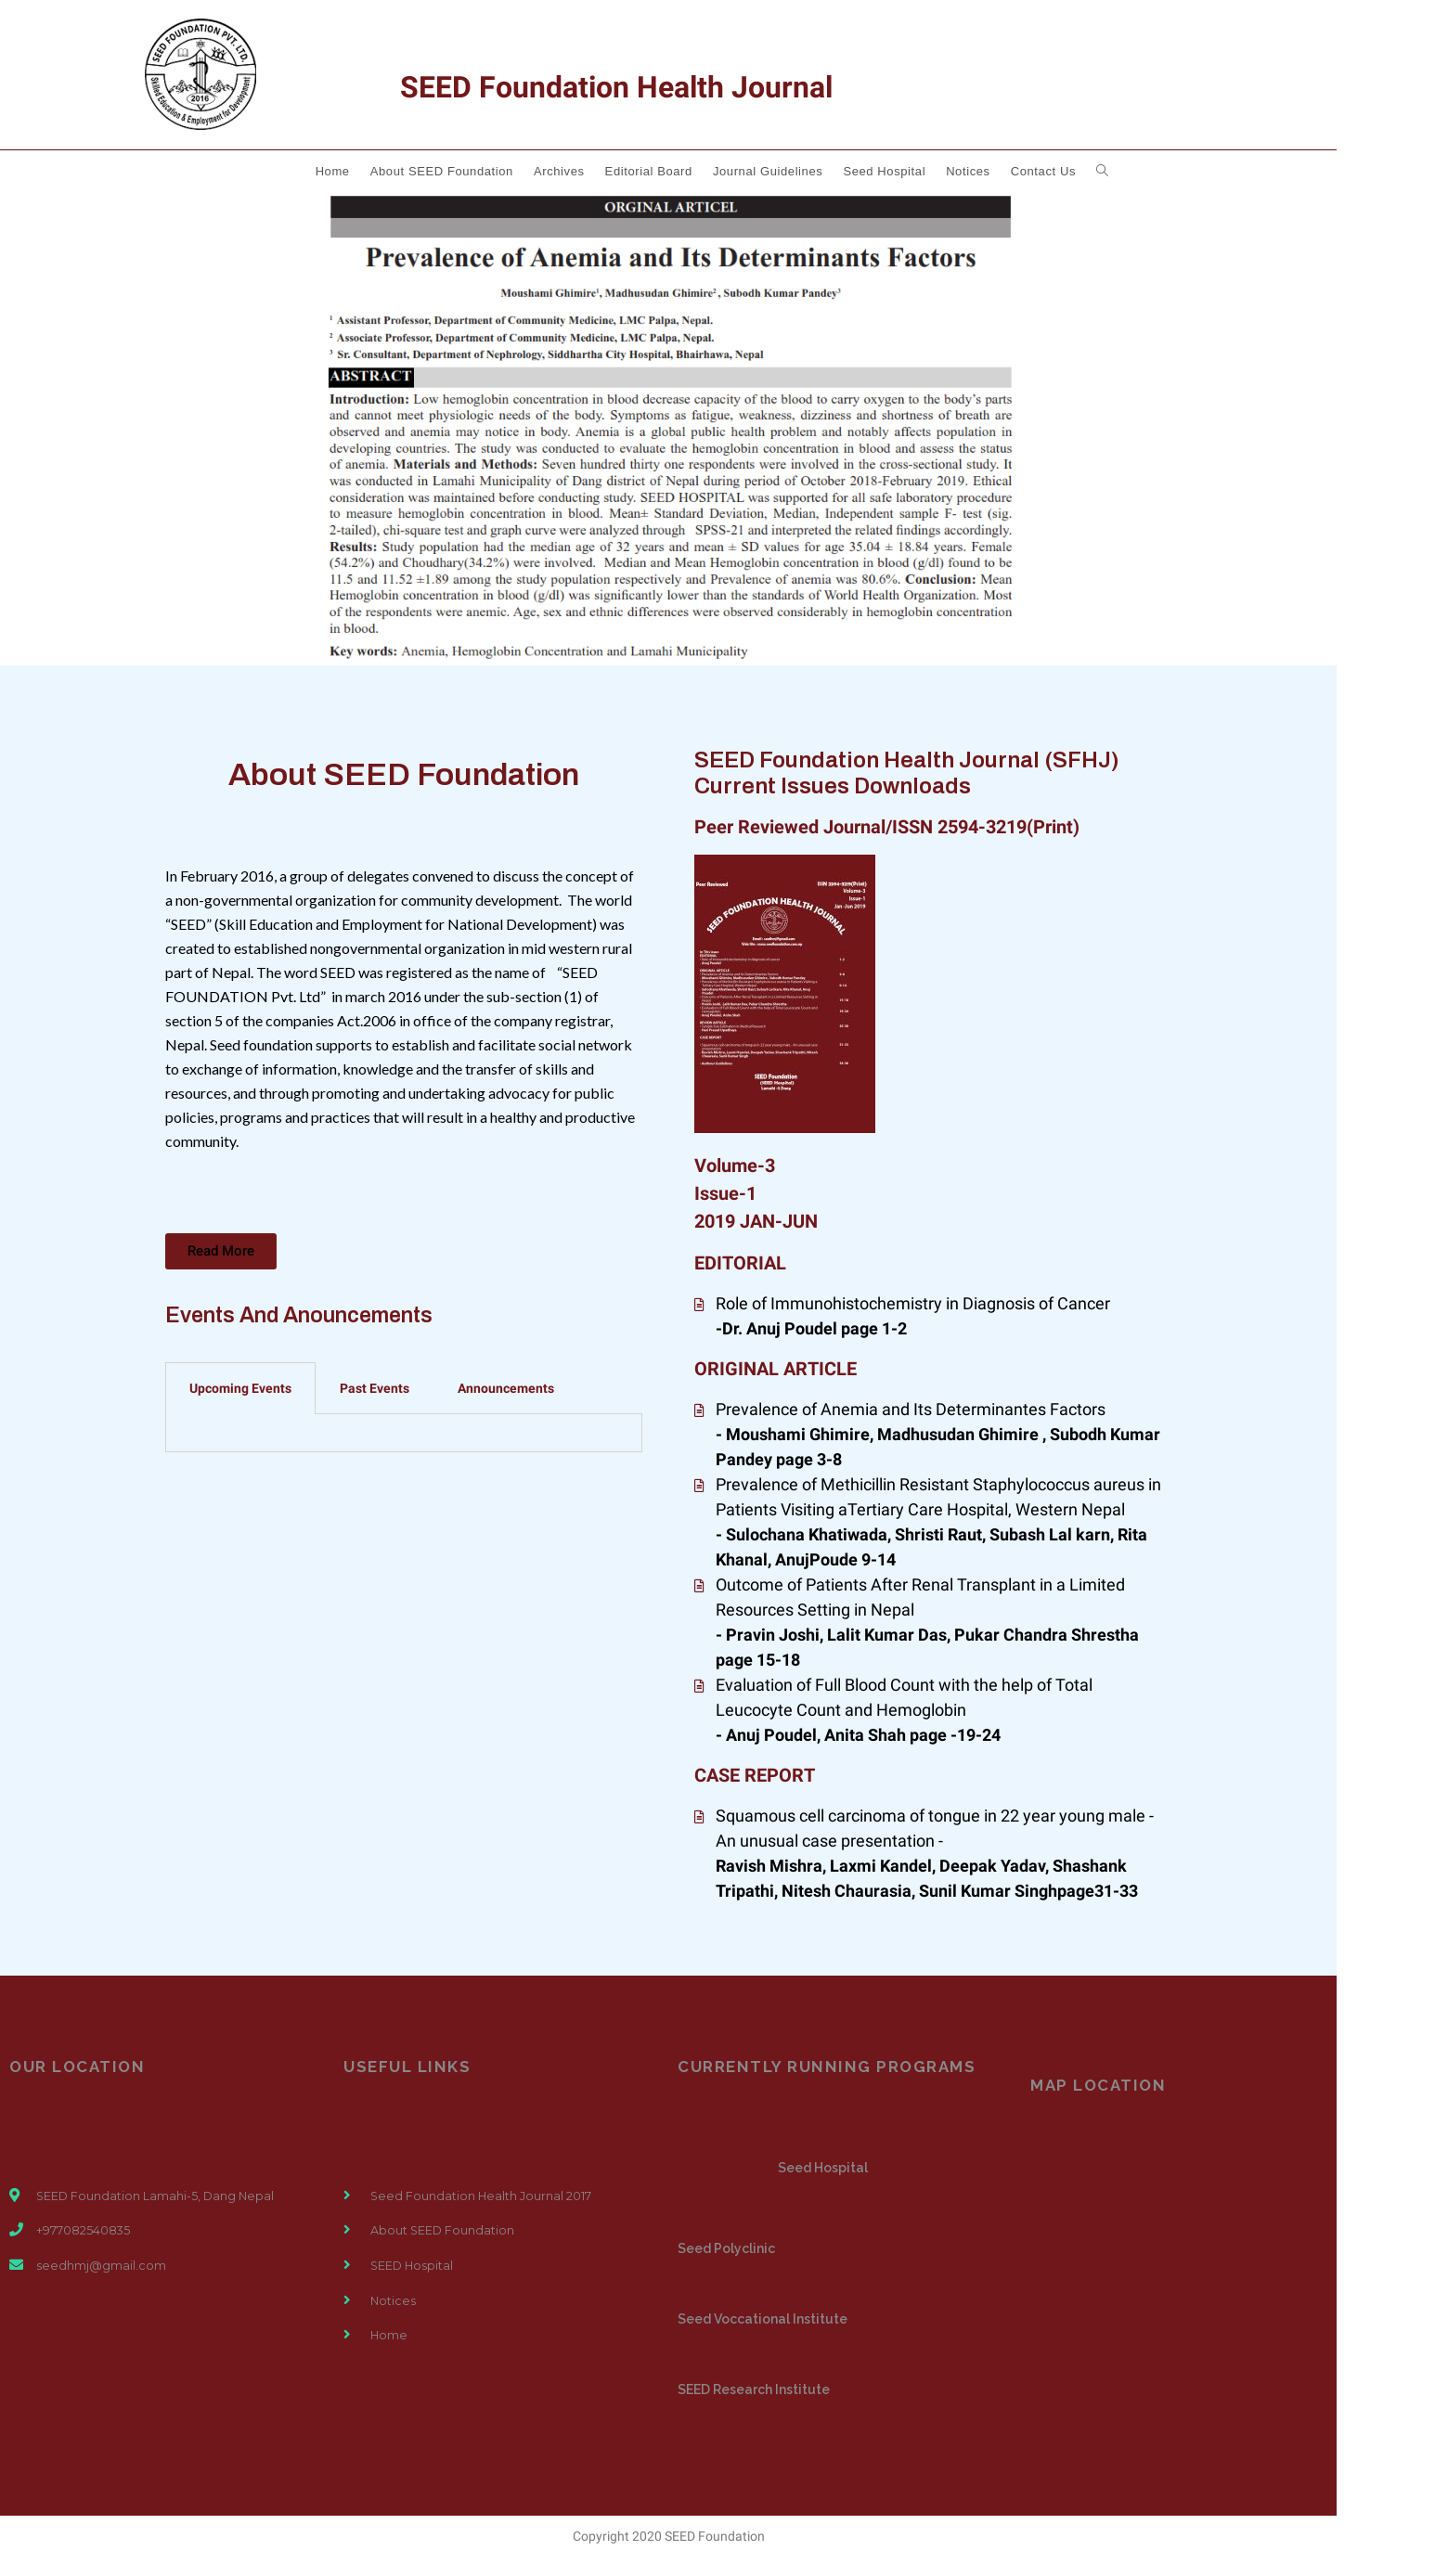 SEED FOUNDATION PVT. LTD.
2016
Skilled Education & Employment for Development
SEED Foundation Health Journal
Home About SEED Foundation Archives Editorial Board Journal Guidelines Seed Hospital Notices Contact Us
ORGINAL ARTICEL
Prevalence of Anemia and Its Determinants Factors
Moushami Ghimire¹, Madhusudan Ghimire², Subodh Kumar Pandey³
¹ Assistant Professor, Department of Community Medicine, LMC Palpa, Nepal.
² Associate Professor, Department of Community Medicine, LMC Palpa, Nepal.
³ Sr. Consultant, Department of Nephrology, Siddhartha City Hospital, Bhairhawa, Nepal
ABSTRACT
Introduction: Low hemoglobin concentration in blood decrease capacity of the blood to carry oxygen to the body's parts
and cannot meet physiologic needs of the body. Symptoms as fatigue, weakness, dizziness and shortness of breath are
observed and anemia may notice in body. Anemia is a global public health problem and notably affects population in
developing countries. The study was conducted to evaluate the hemoglobin concentration in blood and assess the status
of anemia. Materials and Methods: Seven hundred thirty one respondents were involved in the cross-sectional study. It
was conducted in Lamahi Municipality of Dang district of Nepal during period of October 2018-February 2019. Ethical
consideration was maintained before conducting study. SEED HOSPITAL was supported for all safe laboratory procedure
to measure hemoglobin concentration in blood. Mean± Standard Deviation, Median, Independent sample F- test (sig.
2-tailed), chi-square test and graph curve were analyzed through SPSS-21 and interpreted the related findings accordingly.
Results: Study population had the median age of 32 years and mean ± SD values for age 35.04 ± 18.84 years. Female
(54.2%) and Choudhary(34.2%) were involved. Median and Mean Hemoglobin concentration in blood (g/dl) found to be
11.5 and 11.52 ±1.89 among the study population respectively and Prevalence of anemia was 80.6%. Conclusion: Mean
Hemoglobin concentration in blood (g/dl) was significantly lower than the standards of World Health Organization. Most
of the respondents were anemic. Age, sex and ethnic differences were observed considerably in hemoglobin concentration
in blood.
Key words: Anemia, Hemoglobin Concentration and Lamahi Municipality
About SEED Foundation
In February 2016, a group of delegates convened to discuss the concept of
a non-governmental organization for community development. The world
“SEED” (Skill Education and Employment for National Development) was
created to established nongovernmental organization in mid western rural
part of Nepal. The word SEED was registered as the name of “SEED
FOUNDATION Pvt. Ltd” in march 2016 under the sub-section (1) of
section 5 of the companies Act.2006 in office of the company registrar,
Nepal. Seed foundation supports to establish and facilitate social network
to exchange of information, knowledge and the transfer of skills and
resources, and through promoting and undertaking advocacy for public
policies, programs and practices that will result in a healthy and productive
community.
Read More
Events And Anouncements
Upcoming Events Past Events Announcements
SEED Foundation Health Journal (SFHJ)
Current Issues Downloads
Peer Reviewed Journal/ISSN 2594-3219(Print)
Peer Reviewed
ISSN 2594-3219(Print)
Volume-3
Issue-1
Jan-Jun 2019
SEED FOUNDATION HEALTH JOURNAL
SEED Foundation
(SEED Hospital)
Lamahi -5 Dang
Volume-3
Issue-1
2019 JAN-JUN
EDITORIAL
Role of Immunohistochemistry in Diagnosis of Cancer
-Dr. Anuj Poudel page 1-2
ORIGINAL ARTICLE
Prevalence of Anemia and Its Determinantes Factors
- Moushami Ghimire, Madhusudan Ghimire , Subodh Kumar
Pandey page 3-8
Prevalence of Methicillin Resistant Staphylococcus aureus in
Patients Visiting aTertiary Care Hospital, Western Nepal
- Sulochana Khatiwada, Shristi Raut, Subash Lal karn, Rita
Khanal, AnujPoude 9-14
Outcome of Patients After Renal Transplant in a Limited
Resources Setting in Nepal
- Pravin Joshi, Lalit Kumar Das, Pukar Chandra Shrestha
page 15-18
Evaluation of Full Blood Count with the help of Total
Leucocyte Count and Hemoglobin
- Anuj Poudel, Anita Shah page -19-24
CASE REPORT
Squamous cell carcinoma of tongue in 22 year young male -
An unusual case presentation -
Ravish Mishra, Laxmi Kandel, Deepak Yadav, Shashank
Tripathi, Nitesh Chaurasia, Sunil Kumar Singhpage31-33
OUR LOCATION
SEED Foundation Lamahi-5, Dang Nepal
+977082540835
seedhmj@gmail.com
USEFUL LINKS
Seed Foundation Health Journal 2017
About SEED Foundation
SEED Hospital
Notices
Home
CURRENTLY RUNNING PROGRAMS
Seed Hospital
Seed Polyclinic
Seed Voccational Institute
SEED Research Institute
MAP LOCATION
Copyright 2020 SEED Foundation